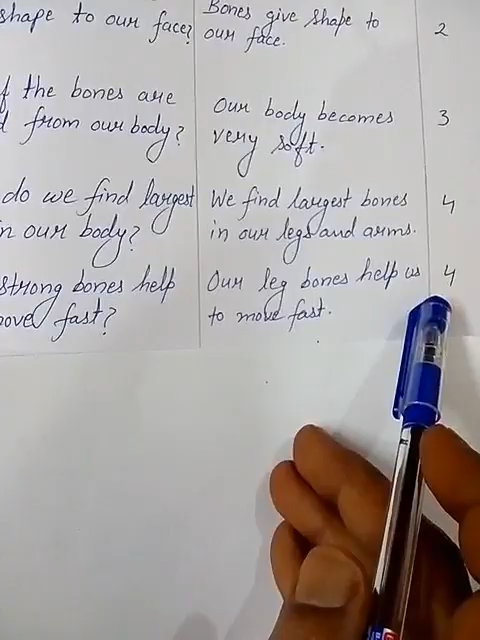 shape to our face?
Bones give shape to
our face.
2
f the bones are
d from our body?
Our body becomes
very soft.
3
do we find largest
in our body?
We find largest bones
in our legs and arms.
4
strong bones help
move fast?
Our leg bones help us
to move fast.
4